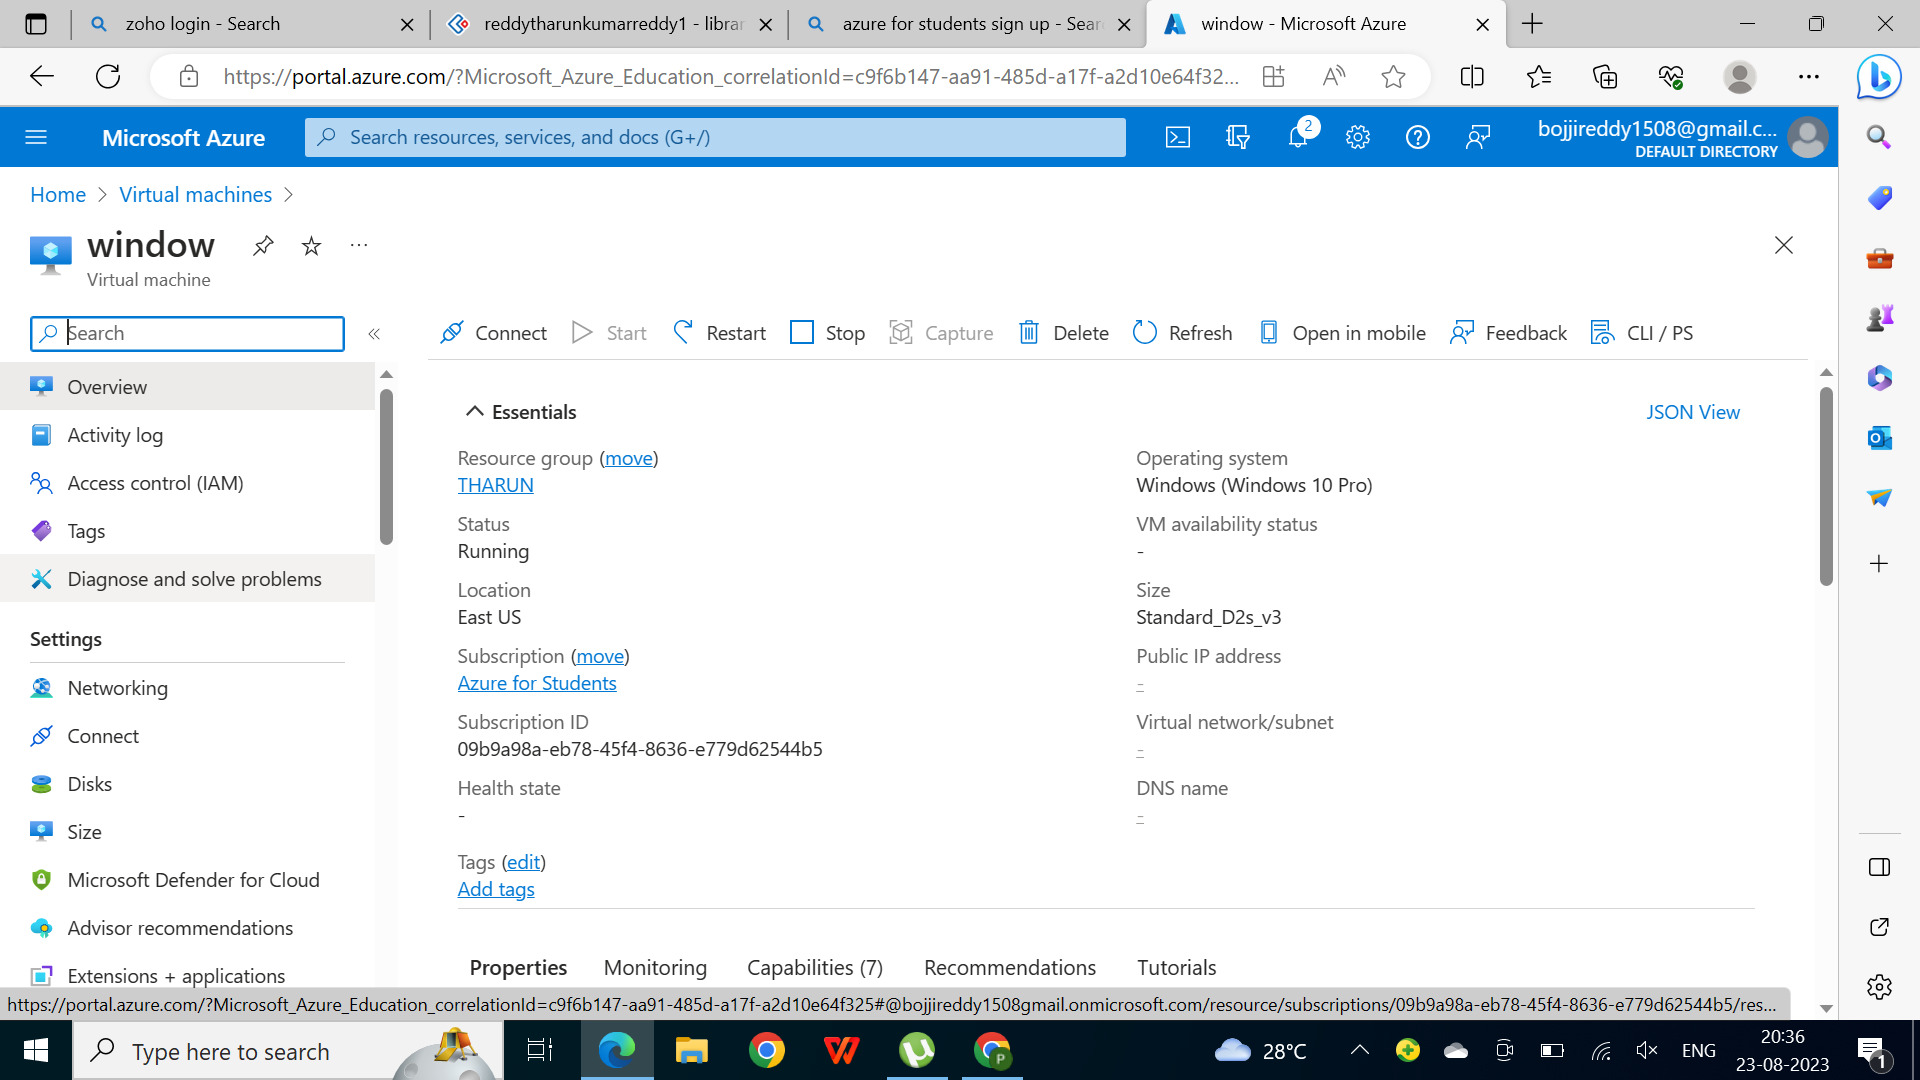 zoho login - Search
reddytharunkumarreddy1 - librar
azure for students sign up - Sear
window - Microsoft Azure
https://portal.azure.com/?Microsoft_Azure_Education_correlationId=c9f6b147-aa91-485d-a17f-a2d10e64f32...
Microsoft Azure
Search resources, services, and docs (G+/)
2
bojjireddy1508@gmail.c...
DEFAULT DIRECTORY
Home > Virtual machines >
window
Virtual machine
Search
Connect
Start
Restart
Stop
Capture
Delete
Refresh
Open in mobile
Feedback
CLI / PS
Overview
Activity log
Access control (IAM)
Tags
Diagnose and solve problems
Settings
Networking
Connect
Disks
Size
Microsoft Defender for Cloud
Advisor recommendations
Extensions + applications
Essentials
JSON View
Resource group (move)
THARUN
Status
Running
Location
East US
Subscription (move)
Azure for Students
Subscription ID
09b9a98a-eb78-45f4-8636-e779d62544b5
Health state
-
Operating system
Windows (Windows 10 Pro)
VM availability status
-
Size
Standard_D2s_v3
Public IP address
-
Virtual network/subnet
-
DNS name
-
Tags (edit)
Add tags
Properties
Monitoring
Capabilities (7)
Recommendations
Tutorials
https://portal.azure.com/?Microsoft_Azure_Education_correlationId=c9f6b147-aa91-485d-a17f-a2d10e64f325#@bojjireddy1508gmail.onmicrosoft.com/resource/subscriptions/09b9a98a-eb78-45f4-8636-e779d62544b5/res...
Type here to search
P
28°C
ENG
20:36
23-08-2023
1